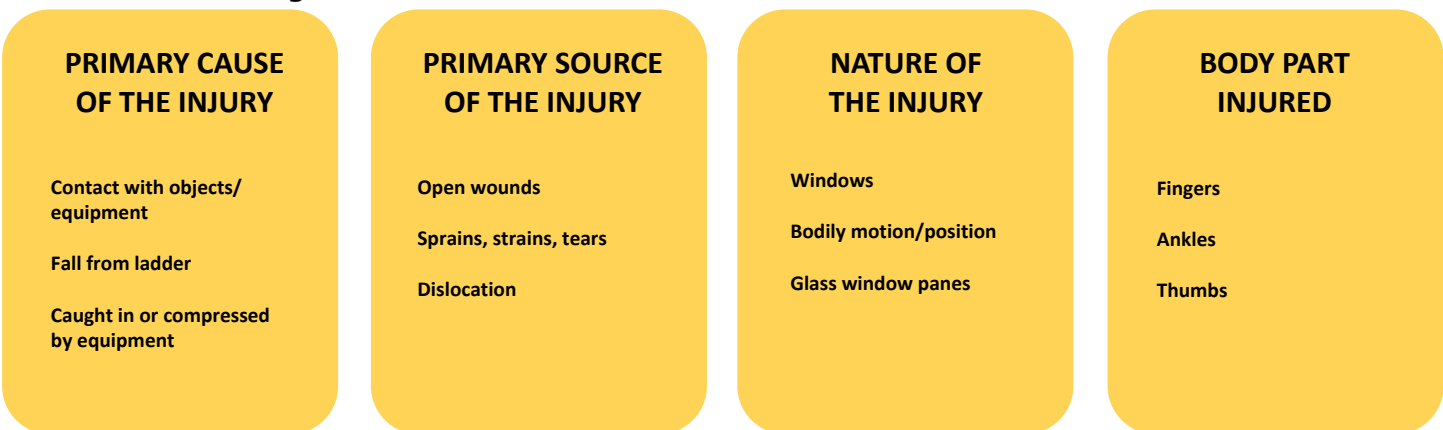 PRIMARY CAUSE
OF THE INJURY
Contact with objects/
equipment
Fall from ladder
Caught in or compressed
by equipment
PRIMARY SOURCE
OF THE INJURY
Open wounds
Sprains, strains, tears
Dislocation
NATURE OF
THE INJURY
Windows
Bodily motion/position
Glass window panes
BODY PART
INJURED
Fingers
Ankles
Thumbs